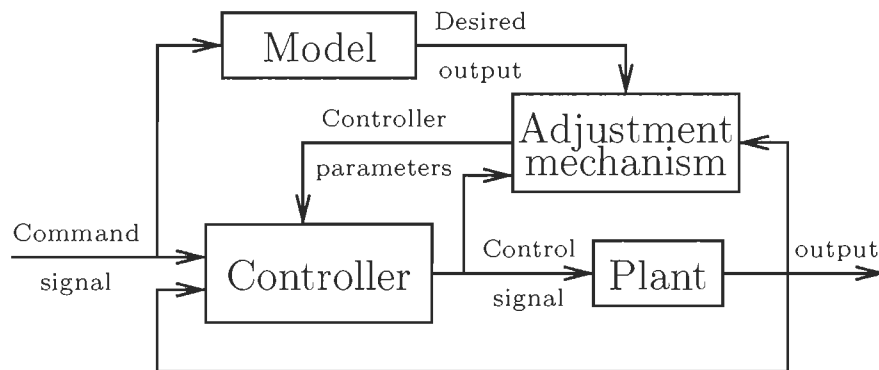 Model
Desired
output
Controller
parameters
Adjustment
mechanism
Command
signal
Controller
Control
signal
Plant
output